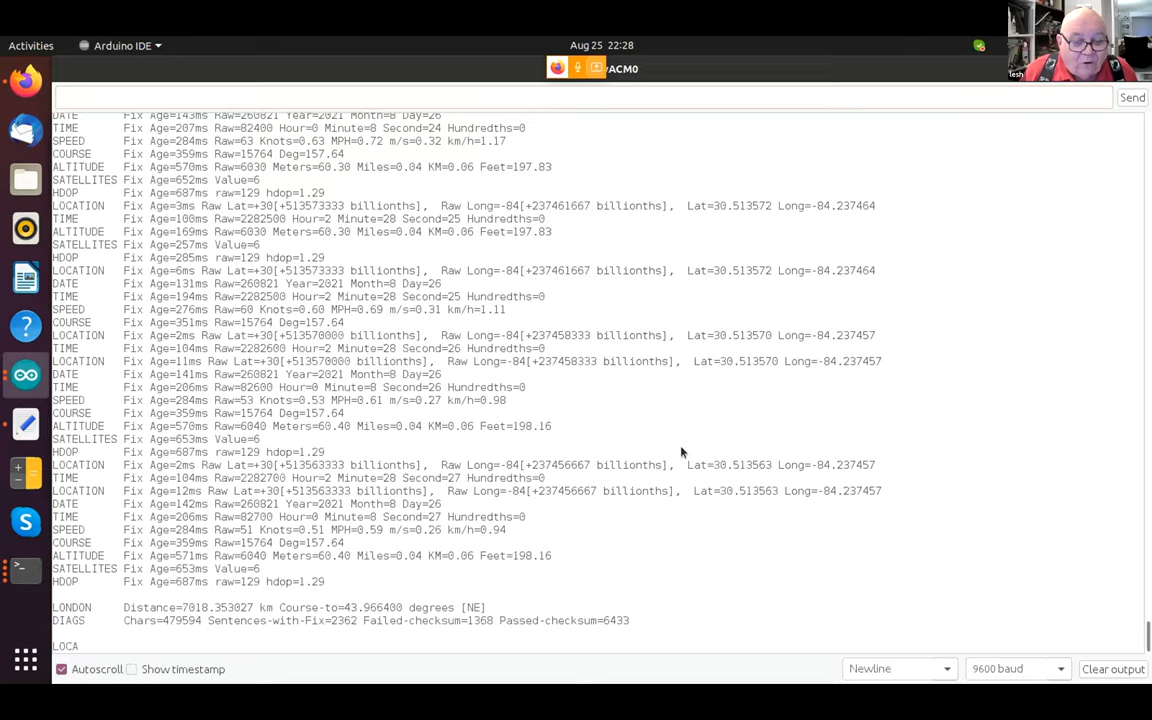 Activities
Arduino IDE
Aug 25 22:28
yACM0
Tesh
Send
DATE Fix Age=143ms Raw=260821 Year=2021 Month=8 Day=26
TIME Fix Age=207ms Raw=82400 Hour=0 Minute=8 Second=24 Hundredths=0
SPEED Fix Age=284ms Raw=63 Knots=0.63 MPH=0.72 m/s=0.32 km/h=1.17
COURSE Fix Age=359ms Raw=15764 Deg=157.64
ALTITUDE Fix Age=570ms Raw=6030 Meters=60.30 Miles=0.04 KM=0.06 Feet=197.83
SATELLITES Fix Age=652ms Value=6
HDOP Fix Age=687ms raw=129 hdop=1.29
LOCATION Fix Age=3ms Raw Lat=+30[+513573333 billionths], Raw Long=-84[+237461667 billionths], Lat=30.513572 Long=-84.237464
TIME Fix Age=100ms Raw=2282500 Hour=2 Minute=28 Second=25 Hundredths=0
ALTITUDE Fix Age=169ms Raw=6030 Meters=60.30 Miles=0.04 KM=0.06 Feet=197.83
SATELLITES Fix Age=257ms Value=6
HDOP Fix Age=285ms raw=129 hdop=1.29
LOCATION Fix Age=6ms Raw Lat=+30[+513573333 billionths], Raw Long=-84[+237461667 billionths], Lat=30.513572 Long=-84.237464
DATE Fix Age=131ms Raw=260821 Year=2021 Month=8 Day=26
TIME Fix Age=194ms Raw=2282500 Hour=2 Minute=28 Second=25 Hundredths=0
SPEED Fix Age=276ms Raw=60 Knots=0.60 MPH=0.69 m/s=0.31 km/h=1.11
COURSE Fix Age=351ms Raw=15764 Deg=157.64
LOCATION Fix Age=2ms Raw Lat=+30[+513570000 billionths], Raw Long=-84[+237458333 billionths], Lat=30.513570 Long=-84.237457
TIME Fix Age=104ms Raw=2282600 Hour=2 Minute=28 Second=26 Hundredths=0
LOCATION Fix Age=11ms Raw Lat=+30[+513570000 billionths], Raw Long=-84[+237458333 billionths], Lat=30.513570 Long=-84.237457
DATE Fix Age=141ms Raw=260821 Year=2021 Month=8 Day=26
TIME Fix Age=206ms Raw=82600 Hour=0 Minute=8 Second=26 Hundredths=0
SPEED Fix Age=284ms Raw=53 Knots=0.53 MPH=0.61 m/s=0.27 km/h=0.98
COURSE Fix Age=359ms Raw=15764 Deg=157.64
ALTITUDE Fix Age=570ms Raw=6040 Meters=60.40 Miles=0.04 KM=0.06 Feet=198.16
SATELLITES Fix Age=653ms Value=6
HDOP Fix Age=687ms raw=129 hdop=1.29
LOCATION Fix Age=2ms Raw Lat=+30[+513563333 billionths], Raw Long=-84[+237456667 billionths], Lat=30.513563 Long=-84.237457
TIME Fix Age=104ms Raw=2282700 Hour=2 Minute=28 Second=27 Hundredths=0
LOCATION Fix Age=12ms Raw Lat=+30[+513563333 billionths], Raw Long=-84[+237456667 billionths], Lat=30.513563 Long=-84.237457
DATE Fix Age=142ms Raw=260821 Year=2021 Month=8 Day=26
TIME Fix Age=206ms Raw=82700 Hour=0 Minute=8 Second=27 Hundredths=0
SPEED Fix Age=284ms Raw=51 Knots=0.51 MPH=0.59 m/s=0.26 km/h=0.94
COURSE Fix Age=359ms Raw=15764 Deg=157.64
ALTITUDE Fix Age=571ms Raw=6040 Meters=60.40 Miles=0.04 KM=0.06 Feet=198.16
SATELLITES Fix Age=653ms Value=6
HDOP Fix Age=687ms raw=129 hdop=1.29
LONDON Distance=7018.353027 km Course-to=43.966400 degrees [NE]
DIAGS Chars=479594 Sentences-with-Fix=2362 Failed-checksum=1368 Passed-checksum=6433
LOCA
Autoscroll
Show timestamp
Newline
9600 baud
Clear output